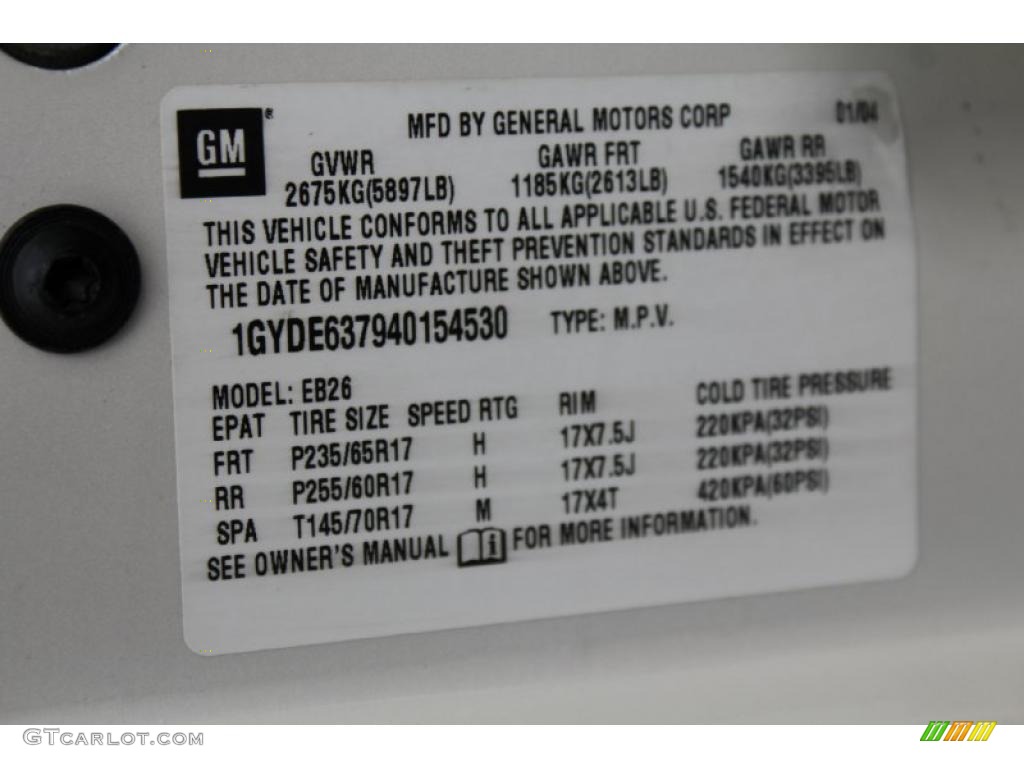 GM®
MFD BY GENERAL MOTORS CORP 01/04
GVWR GAWR FRT GAWR RR
2675KG(5897LB) 1185KG(2613LB) 1540KG(3395LB)
THIS VEHICLE CONFORMS TO ALL APPLICABLE U.S. FEDERAL MOTOR
VEHICLE SAFETY AND THEFT PREVENTION STANDARDS IN EFFECT ON
THE DATE OF MANUFACTURE SHOWN ABOVE.
1GYDE637940154530 TYPE: M.P.V.
MODEL: EB26
EPAT TIRE SIZE SPEED RTG RIM COLD TIRE PRESSURE
FRT P235/65R17 H 17X7.5J 220KPA(32PSI)
RR P255/60R17 H 17X7.5J 220KPA(32PSI)
SPA T145/70R17 M 17X4T 420KPA(60PSI)
SEE OWNER'S MANUAL FOR MORE INFORMATION.
GTCARLOT.COM